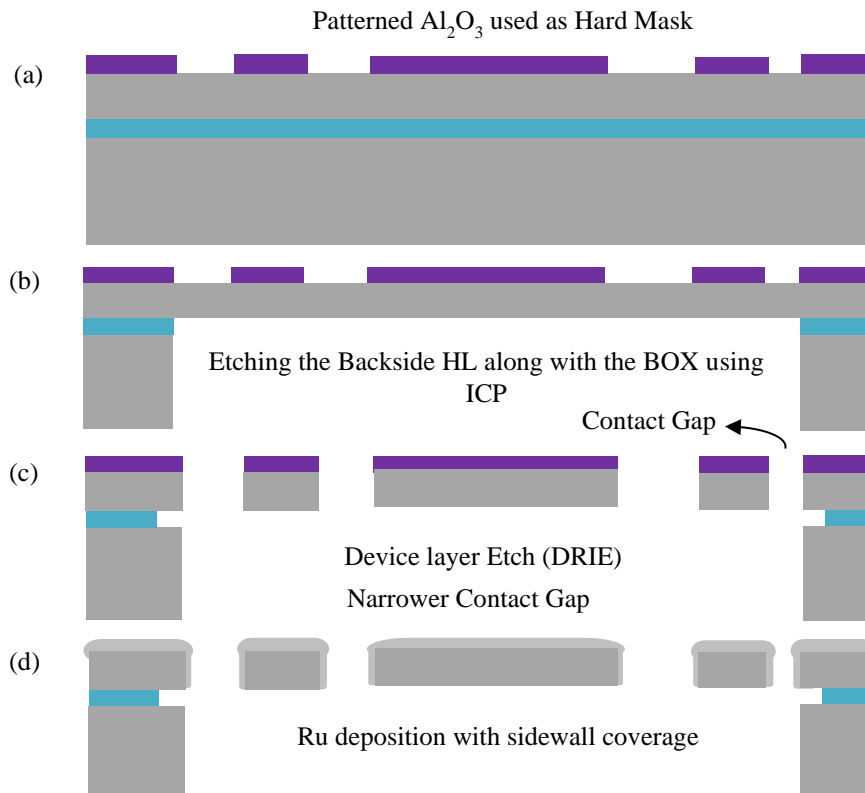 Patterned Al₂O₃ used as Hard Mask
(a)
(b)
Etching the Backside HL along with the BOX using
ICP
Contact Gap
(c)
Device layer Etch (DRIE)
Narrower Contact Gap
(d)
Ru deposition with sidewall coverage